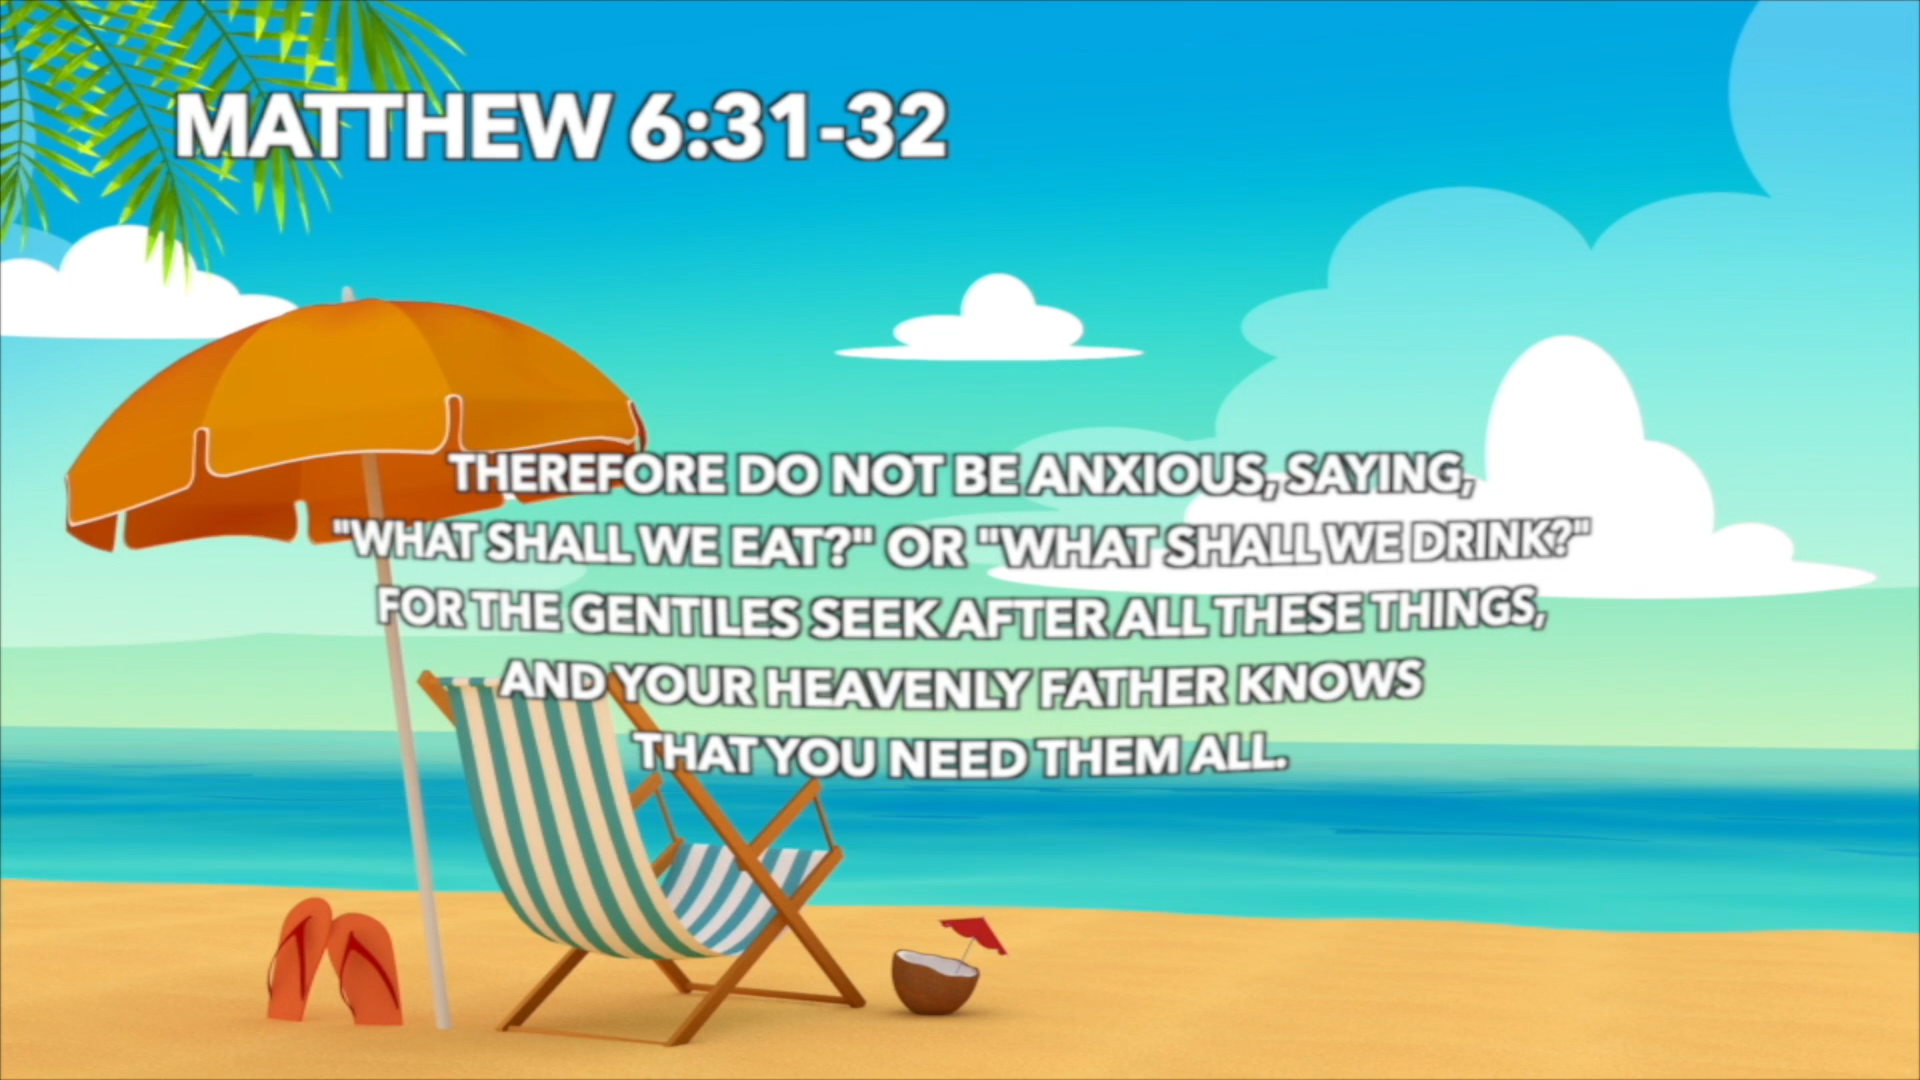 MATTHEW 6:31-32
THEREFORE DO NOT BE ANXIOUS, SAYING,
"WHAT SHALL WE EAT?" OR "WHAT SHALL WE DRINK?"
FOR THE GENTILES SEEK AFTER ALL THESE THINGS,
AND YOUR HEAVENLY FATHER KNOWS
THAT YOU NEED THEM ALL.